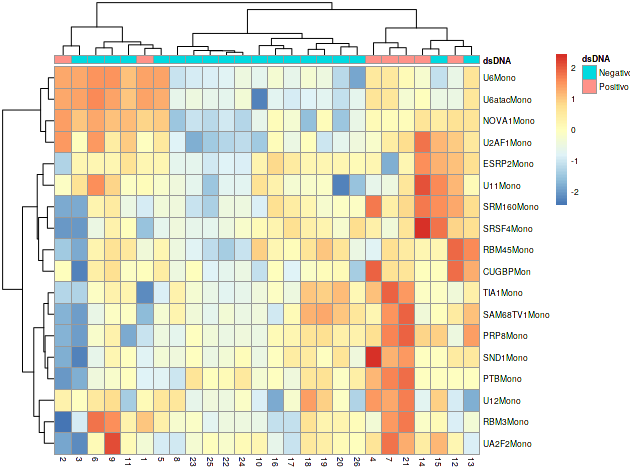 dsDNA
dsDNA
Negativo
Positivo
2
1
0
-1
-2
U6Mono
U6atacMono
NOVA1Mono
U2AF1Mono
ESRP2Mono
U11Mono
SRM160Mono
SRSF4Mono
RBM45Mono
CUGBPMon
TIA1Mono
SAM68TV1Mono
PRP8Mono
SND1Mono
PTBMono
U12Mono
RBM3Mono
UA2F2Mono
2 3 6 9 11 1 5 8 23 25 22 24 10 16 17 18 19 20 26 4 7 21 14 15 12 13